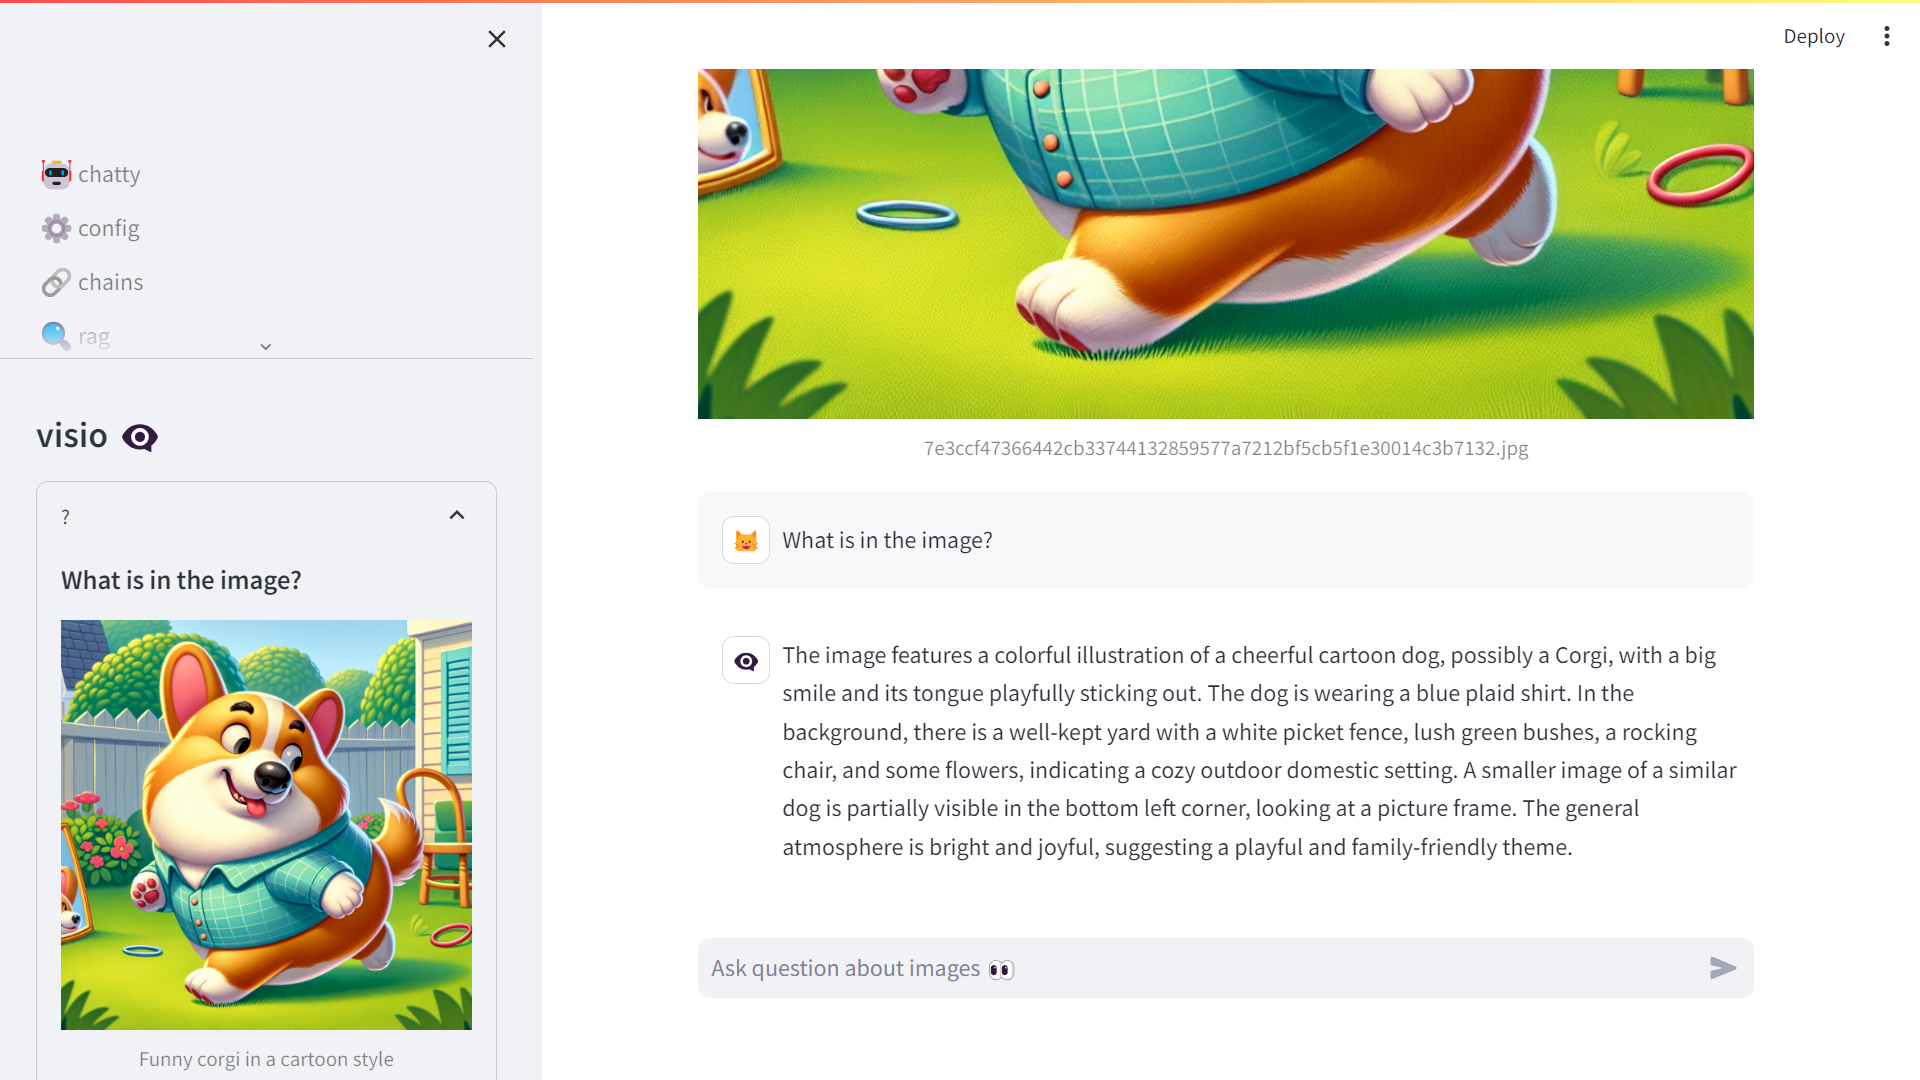 Deploy
chatty
config
chains
rag
visio
?
What is in the image?
Funny corgi in a cartoon style
7e3ccf47366442cb33744132859577a7212bf5cb5f1e30014c3b7132.jpg
What is in the image?
The image features a colorful illustration of a cheerful cartoon dog, possibly a Corgi, with a big
smile and its tongue playfully sticking out. The dog is wearing a blue plaid shirt. In the
background, there is a well-kept yard with a white picket fence, lush green bushes, a rocking
chair, and some flowers, indicating a cozy outdoor domestic setting. A smaller image of a similar
dog is partially visible in the bottom left corner, looking at a picture frame. The general
atmosphere is bright and joyful, suggesting a playful and family-friendly theme.
Ask question about images 👀